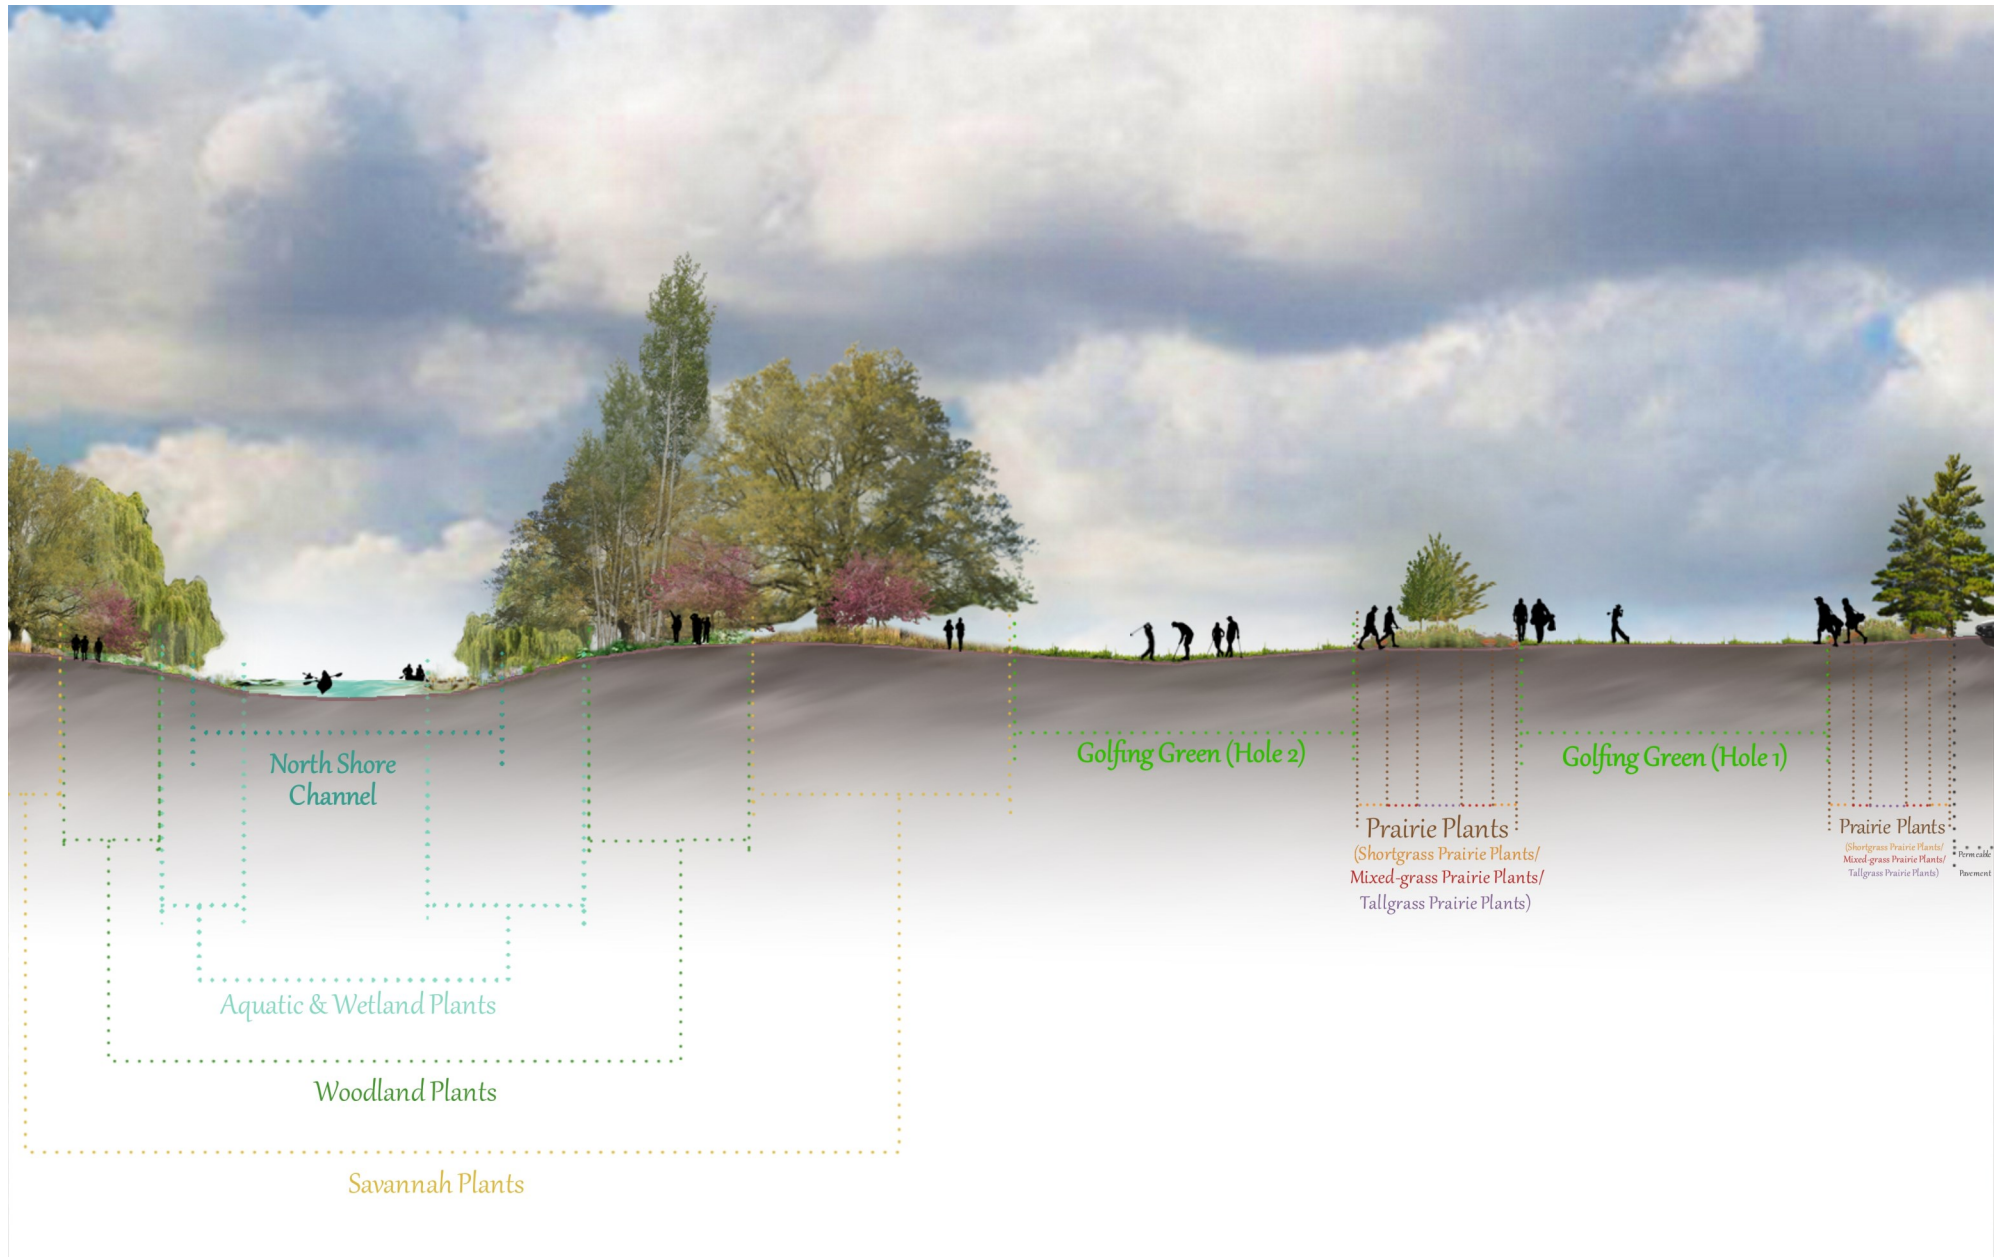 North Shore
Channel
Aquatic & Wetland Plants
Woodland Plants
Savannah Plants
Golfing Green (Hole 2)
Prairie Plants
(Shortgrass Prairie Plants/
Mixed-grass Prairie Plants/
Tallgrass Prairie Plants)
Golfing Green (Hole 1)
Prairie Plants
(Shortgrass Prairie Plants/
Mixed-grass Prairie Plants/
Tallgrass Prairie Plants)
Permeable
Pavement